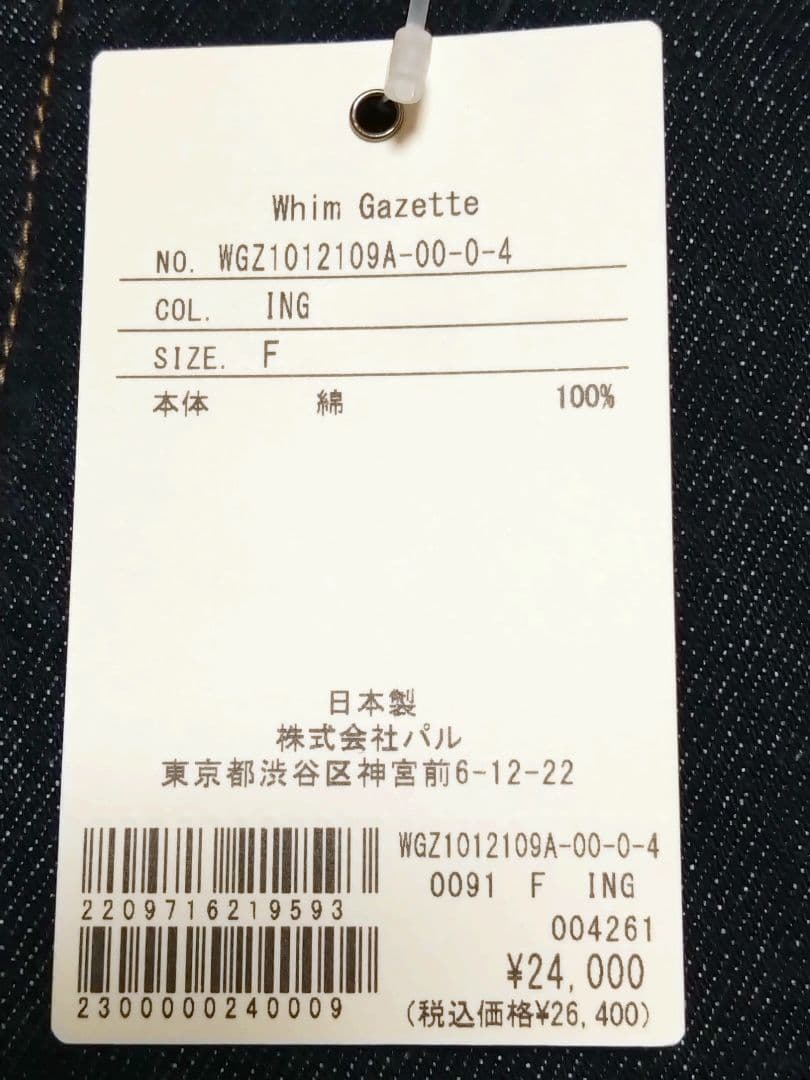 Whim Gazette
NO. WGZ1012109A-00-0-4
COL. ING
SIZE. F
本体 綿 100%
日本製
株式会社パル
東京都渋谷区神宮前6-12-22
WGZ1012109A-00-0-4
0091 F ING
2209716219593
004261
¥24,000
2300000240009
(税込価格¥26,400)